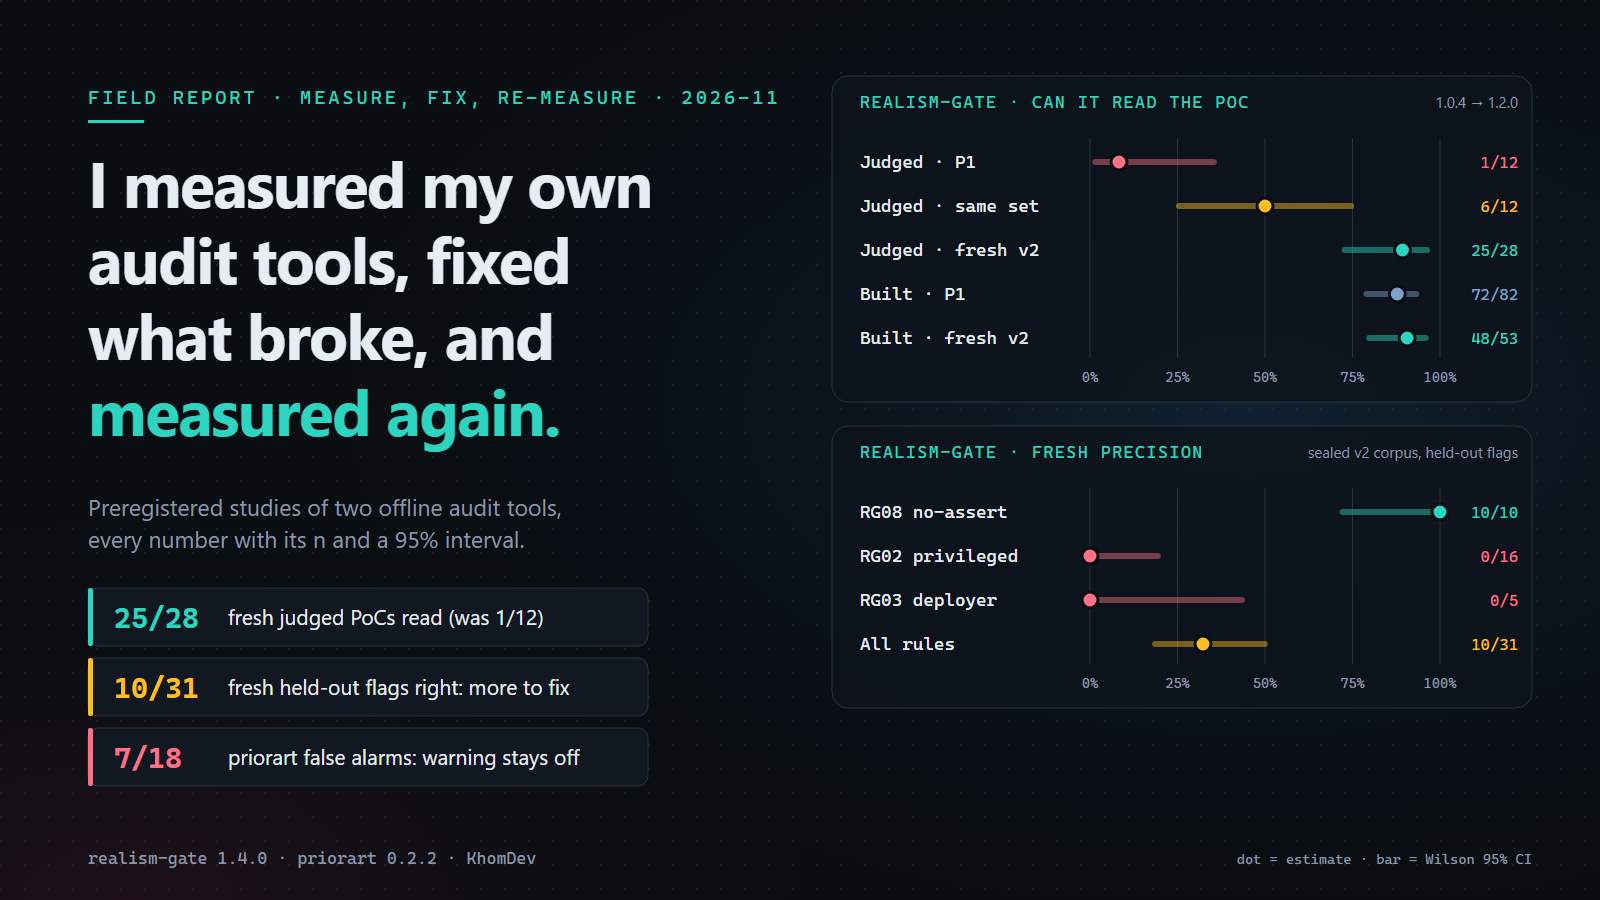 FIELD REPORT · MEASURE, FIX, RE-MEASURE · 2026-11
I measured my own
audit tools, fixed
what broke, and
measured again.
Preregistered studies of two offline audit tools,
every number with its n and a 95% interval.
25/28 fresh judged PoCs read (was 1/12)
10/31 fresh held-out flags right: more to fix
7/18 priorart false alarms: warning stays off
realism-gate 1.4.0 · priorart 0.2.2 · KhomDev
REALISM-GATE · CAN IT READ THE POC 1.0.4 → 1.2.0
Judged · P1 1/12
Judged · same set 6/12
Judged · fresh v2 25/28
Built · P1 72/82
Built · fresh v2 48/53
0% 25% 50% 75% 100%
REALISM-GATE · FRESH PRECISION sealed v2 corpus, held-out flags
RG08 no-assert 10/10
RG02 privileged 0/16
RG03 deployer 0/5
All rules 10/31
0% 25% 50% 75% 100%
dot = estimate · bar = Wilson 95% CI